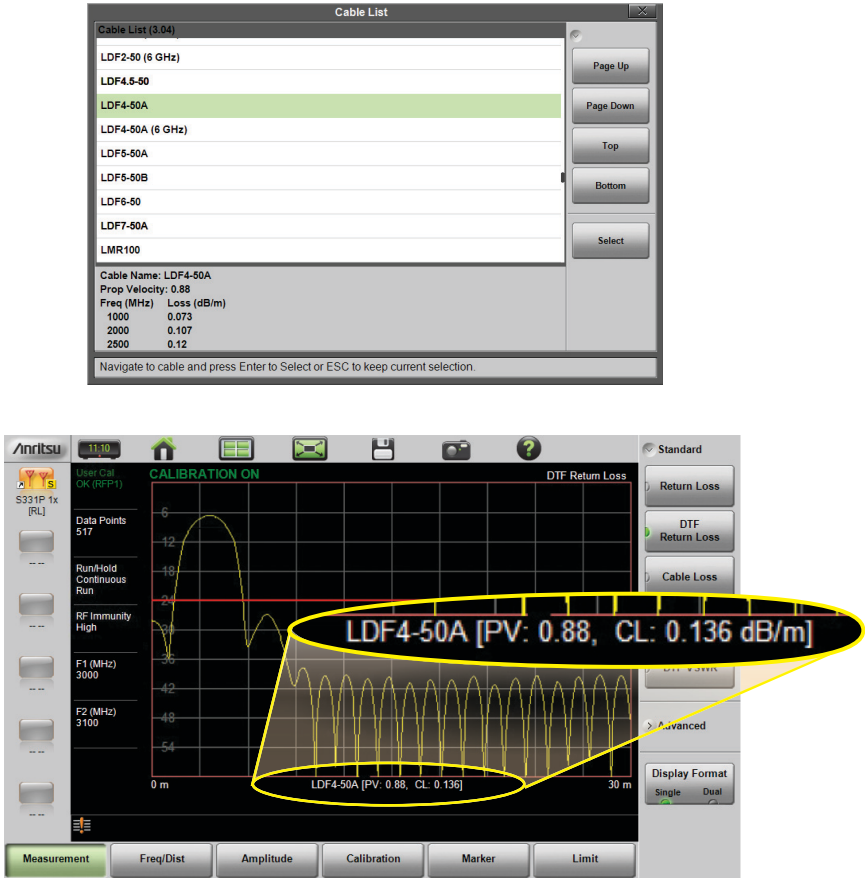 Cable List
Cable List (3.04)
LDF2-50 (6 GHz)
LDF4.5-50
LDF4-50A
LDF4-50A (6 GHz)
LDF5-50A
LDF5-50B
LDF6-50
LDF7-50A
LMR100
Page Up
Page Down
Top
Bottom
Select
Cable Name: LDF4-50A
Prop Velocity: 0.88
Freq (MHz) Loss (dB/m)
1000 0.073
2000 0.107
2500 0.12
Navigate to cable and press Enter to Select or ESC to keep current selection.
Anritsu
11:10
?
Standard
S
S331P 1x
[RL]
-- --
-- --
-- --
-- --
-- --
User Cal
OK (RFP1)
Data Points
517
Run/Hold
Continuous
Run
RF Immunity
High
F1 (MHz)
3000
F2 (MHz)
3100
CALIBRATION ON
DTF Return Loss
-6
-12
-18
-24
-30
-36
-42
-48
-54
LDF4-50A [PV: 0.88, CL: 0.136 dB/m]
0 m
LDF4-50A [PV: 0.88, CL: 0.136]
30 m
Return Loss
DTF
Return Loss
Cable Loss
DTF VSWR
Advanced
Display Format
Single Dual
Measurement
Freq/Dist
Amplitude
Calibration
Marker
Limit